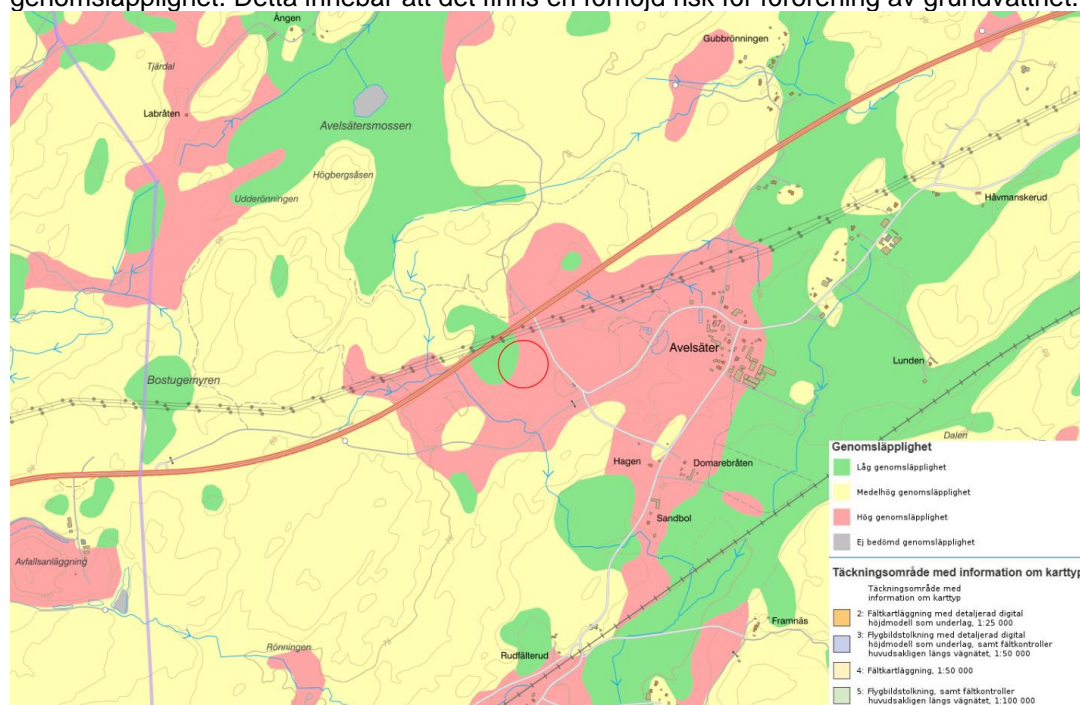 genomsläpplighet. Detta innebär att det finns en förhöjd risk för förorening av grundvattnet.
Ängen
Tjärdal
Gubbrönningen
Labråten
Avelsätersmossen
Högbergsåsen
Udderönningen
Håvmanskerud
67
Avelsäter
Lunden
Bostugemyren
Dalen
Hagen
Domarebråten
Sandbol
Avfallsanläggning
54
Framnäs
Rönningen
Rudfälterud
Genomsläpplighet
Låg genomsläpplighet
Medelhög genomsläpplighet
Hög genomsläpplighet
Ej bedömd genomsläpplighet
Täckningsområde med information om karttyp
Täckningsområde med
information om karttyp
2: Fältkartläggning med detaljerad digital
höjdmodell som underlag, 1:25 000
3: Flygbildstolkning med detaljerad digital
höjdmodell som underlag, samt fältkontroller
huvudsakligen längs vägnätet, 1:50 000
4: Fältkartläggning, 1:50 000
5: Flygbildstolkning, samt fältkontroller
huvudsakligen längs vägnätet, 1:100 000